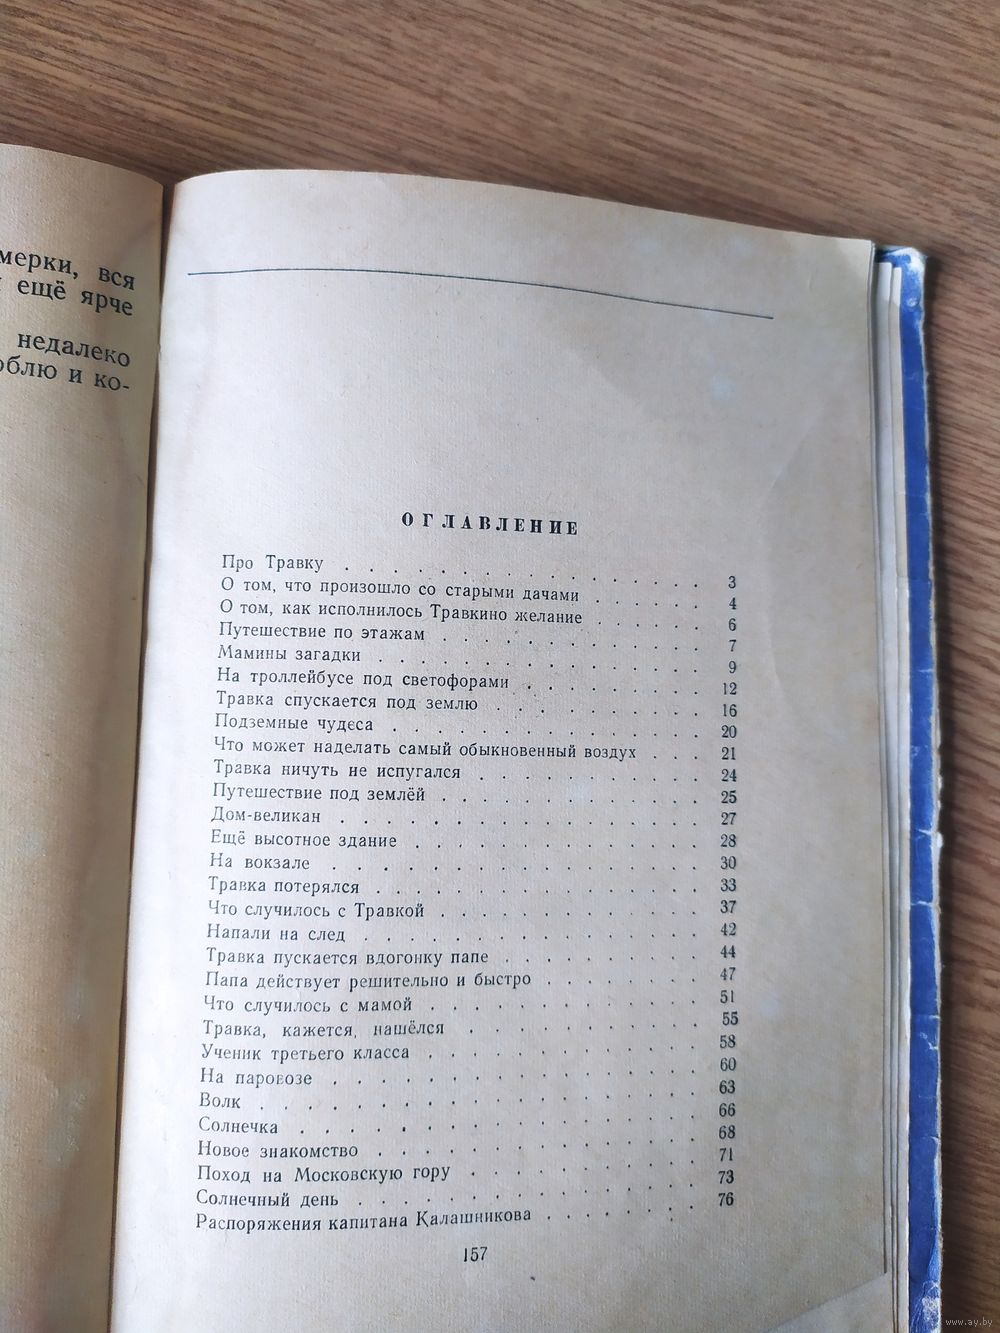 мерки, вся
ещё ярче
недалеко
облю и ко-
ОГЛАВЛЕНИЕ
Про Травку . . . . . . . . . . . . . . . . 3
О том, что произошло со старыми дачами . . . . . . 4
О том, как исполнилось Травкино желание . . . . . . 6
Путешествие по этажам . . . . . . . . . . . . 7
Мамины загадки . . . . . . . . . . . . . . 9
На троллейбусе под светофорами . . . . . . . . 12
Травка спускается под землю . . . . . . . . . 16
Подземные чудеса . . . . . . . . . . . . . 20
Что может наделать самый обыкновенный воздух . . . 21
Травка ничуть не испугался . . . . . . . . . . 24
Путешествие под землёй . . . . . . . . . . . 25
Дом-великан . . . . . . . . . . . . . . . 27
Ещё высотное здание . . . . . . . . . . . . 28
На вокзале . . . . . . . . . . . . . . . 30
Травка потерялся . . . . . . . . . . . . . 33
Что случилось с Травкой . . . . . . . . . . . 37
Напали на след . . . . . . . . . . . . . . 42
Травка пускается вдогонку папе . . . . . . . . 44
Папа действует решительно и быстро . . . . . . . 47
Что случилось с мамой . . . . . . . . . . . 51
Травка, кажется, нашёлся . . . . . . . . . . 55
Ученик третьего класса . . . . . . . . . . . 58
На паровозе . . . . . . . . . . . . . . . 60
Волк . . . . . . . . . . . . . . . . . 63
Солнечка . . . . . . . . . . . . . . . . 66
Новое знакомство . . . . . . . . . . . . . 68
Поход на Московскую гору . . . . . . . . . . 71
Солнечный день . . . . . . . . . . . . . . 73
Распоряжения капитана Калашникова . . . . . . . 76
157
www.ay.by